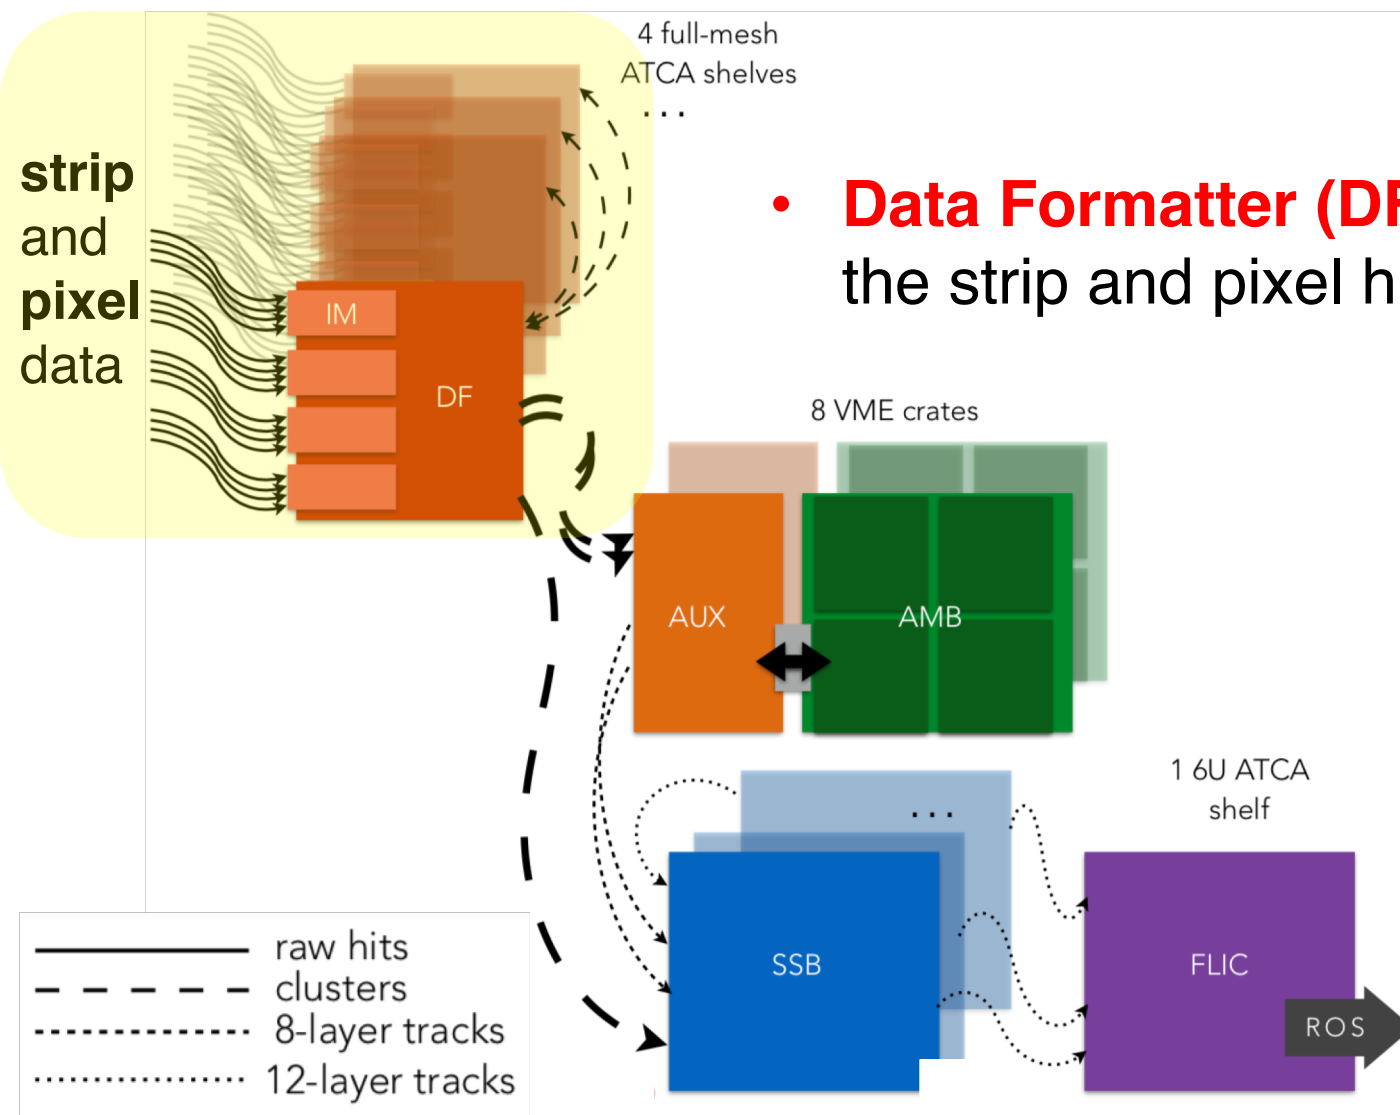 4 full-mesh
ATCA shelves
...
strip
and
pixel
data
IM
DF
• Data Formatter (DF
the strip and pixel h
8 VME crates
AUX
AMB
1 6U ATCA
shelf
...
SSB
FLIC
ROS
raw hits
clusters
8-layer tracks
12-layer tracks